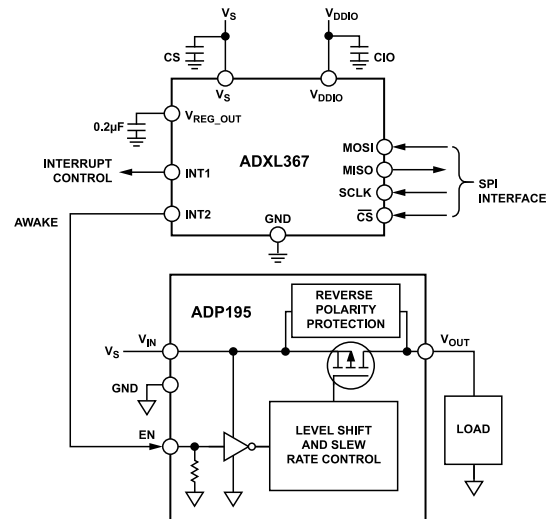 VS
VDDIO
CS
CIO
VS
VDDIO
0.2µF
VREG_OUT
ADXL367
MOSI
MISO
SCLK
CS
SPI
INTERFACE
INTERRUPT
CONTROL
INT1
INT2
GND
AWAKE
ADP195
REVERSE
POLARITY
PROTECTION
VIN
VS
VOUT
GND
EN
LEVEL SHIFT
AND SLEW
RATE CONTROL
LOAD